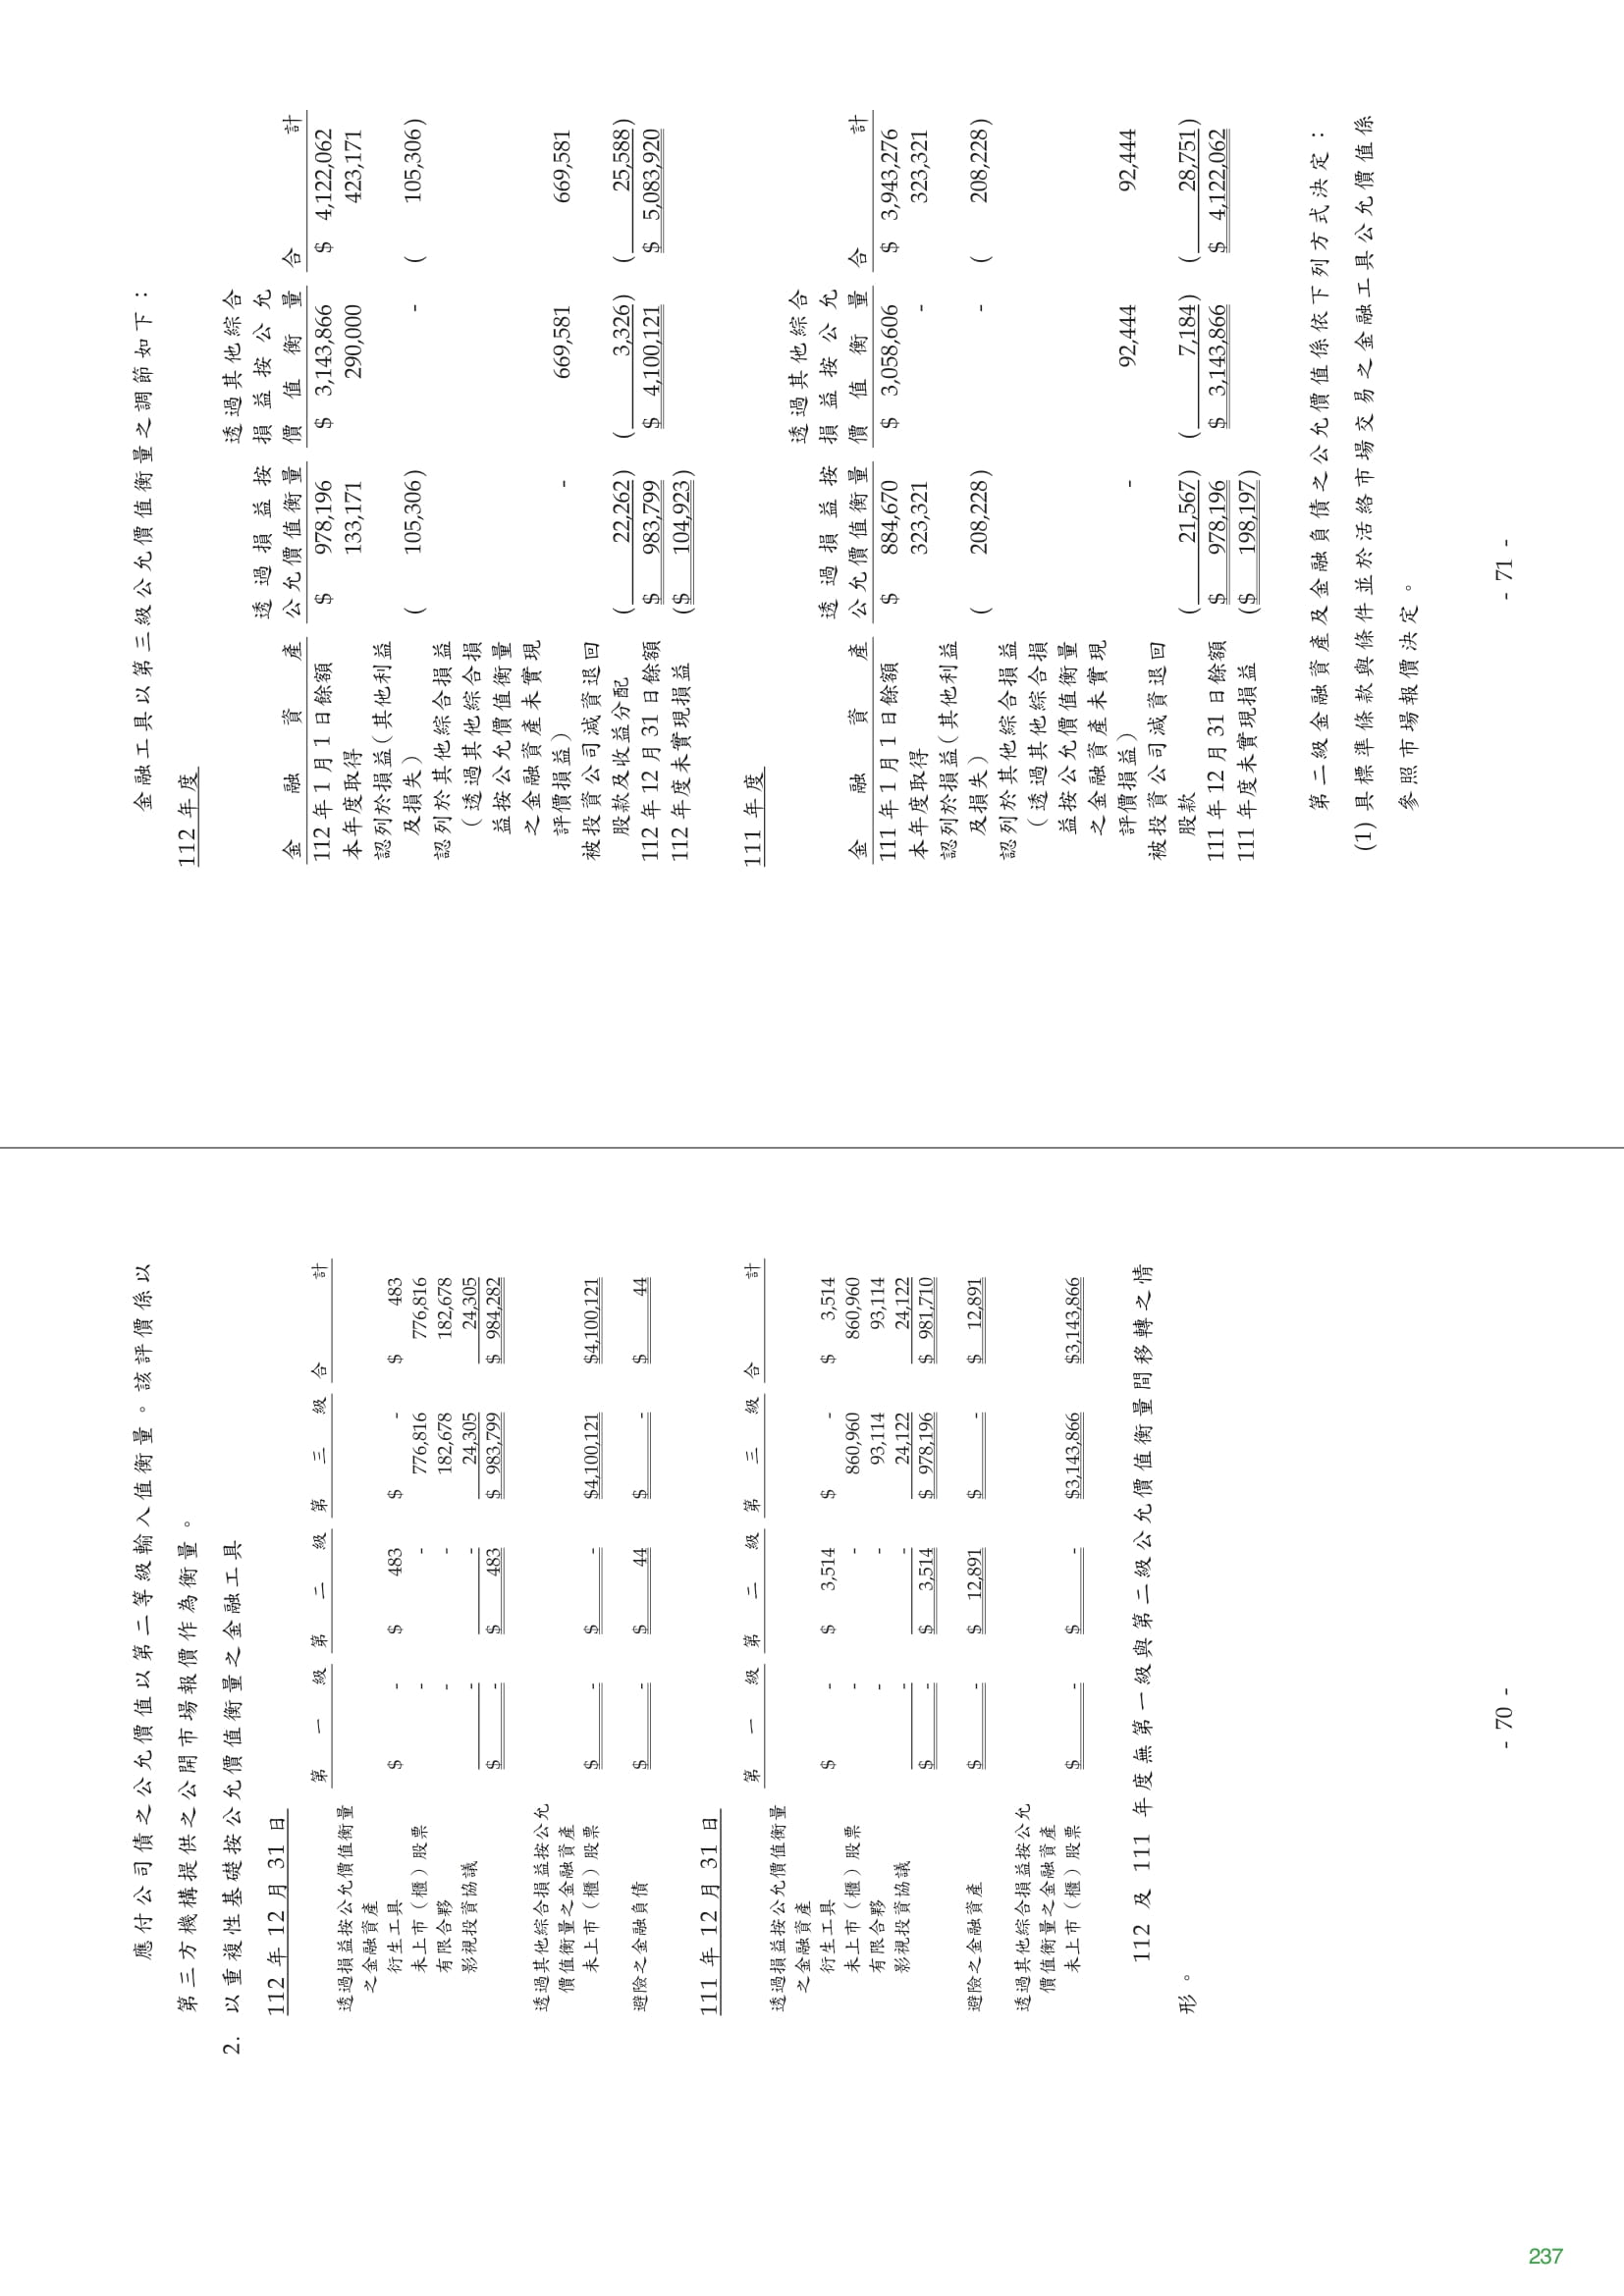 應付公司債之公允價值以第二等級輸入值衡量。該評價係以
第三方機構提供之公開市場報價作為衡量。
2. 以重複性基礎按公允價值衡量之金融工具
112 年 12 月 31 日
第 一 級 第 二 級 第 三 級 合 計
透過損益按公允價值衡量
之金融資產
衍生工具 $ - $ 483 $ - $ 483
未上市（櫃）股票 - - 776,816 776,816
有限合夥 - - 182,678 182,678
影視投資協議 - - 24,305 24,305
$ - $ 483 $ 983,799 $ 984,282
透過其他綜合損益按公允
價值衡量之金融資產
未上市（櫃）股票 $ - $ - $4,100,121 $4,100,121
避險之金融負債 $ - $ 44 $ - $ 44
111 年 12 月 31 日
第 一 級 第 二 級 第 三 級 合 計
透過損益按公允價值衡量
之金融資產
衍生工具 $ - $ 3,514 $ - $ 3,514
未上市（櫃）股票 - - 860,960 860,960
有限合夥 - - 93,114 93,114
影視投資協議 - - 24,122 24,122
$ - $ 3,514 $ 978,196 $ 981,710
避險之金融資產 $ - $ 12,891 $ - $ 12,891
透過其他綜合損益按公允
價值衡量之金融資產
未上市（櫃）股票 $ - $ - $3,143,866 $3,143,866
112 及 111 年度無第一級與第二級公允價值衡量間移轉之情
形。
- 70 -
金融工具以第三級公允價值衡量之調節如下：
112 年度
透過其他綜合
透過損益按 損益按公允
金 融 資 產 公允價值衡量 價值衡量 合 計
112 年 1 月 1 日餘額 $ 978,196 $ 3,143,866 $ 4,122,062
本年度取得 133,171 290,000 423,171
認列於損益（其他利益
及損失） ( 105,306) - ( 105,306)
認列於其他綜合損益
（透過其他綜合損
益按公允價值衡量
之金融資產未實現
評價損益） - 669,581 669,581
被投資公司減資退回
股款及收益分配 ( 22,262) ( 3,326) ( 25,588)
112 年 12 月 31 日餘額 $ 983,799 $ 4,100,121 $ 5,083,920
112 年度未實現損益 ($ 104,923)
111 年度
透過其他綜合
透過損益按 損益按公允
金 融 資 產 公允價值衡量 價值衡量 合 計
111 年 1 月 1 日餘額 $ 884,670 $ 3,058,606 $ 3,943,276
本年度取得 323,321 - 323,321
認列於損益（其他利益
及損失） ( 208,228) - ( 208,228)
認列於其他綜合損益
（透過其他綜合損
益按公允價值衡量
之金融資產未實現
評價損益） - 92,444 92,444
被投資公司減資退回
股款 ( 21,567) ( 7,184) ( 28,751)
111 年 12 月 31 日餘額 $ 978,196 $ 3,143,866 $ 4,122,062
111 年度未實現損益 ($ 198,197)
第二級金融資產及金融負債之公允價值係依下列方式決定：
(1) 具標準條款與條件並於活絡市場交易之金融工具公允價值係
參照市場報價決定。
- 71 -
237